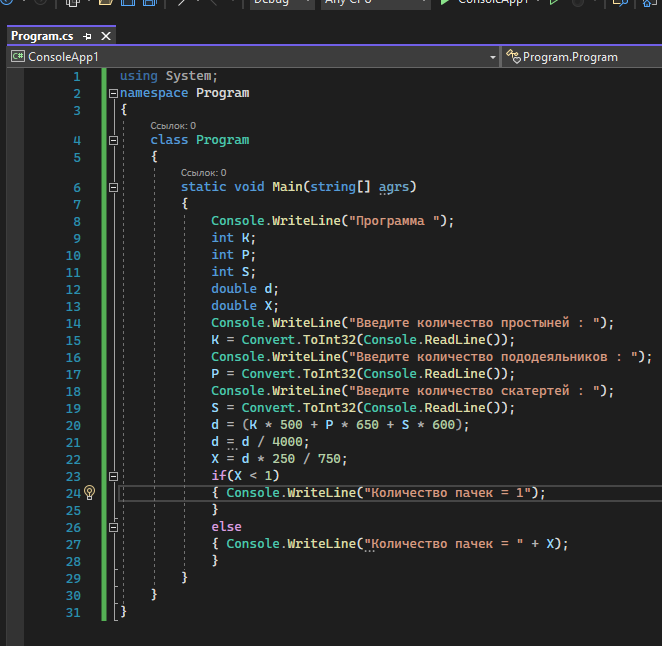 Debug Any CPU ConsoleApp1
Program.cs
C# ConsoleApp1 Program.Program
1 using System;
2 namespace Program
3 {
Ссылок: 0
4 class Program
5 {
Ссылок: 0
6 static void Main(string[] agrs)
7 {
8 Console.WriteLine("Программа ");
9 int K;
10 int P;
11 int S;
12 double d;
13 double X;
14 Console.WriteLine("Введите количество простыней : ");
15 K = Convert.ToInt32(Console.ReadLine());
16 Console.WriteLine("Введите количество пододеяльников : ");
17 P = Convert.ToInt32(Console.ReadLine());
18 Console.WriteLine("Введите количество скатертей : ");
19 S = Convert.ToInt32(Console.ReadLine());
20 d = (K * 500 + P * 650 + S * 600);
21 d = d / 4000;
22 X = d * 250 / 750;
23 if(X < 1)
24 { Console.WriteLine("Количество пачек = 1");
25 }
26 else
27 { Console.WriteLine("Количество пачек = " + X);
28 }
29 }
30 }
31 }